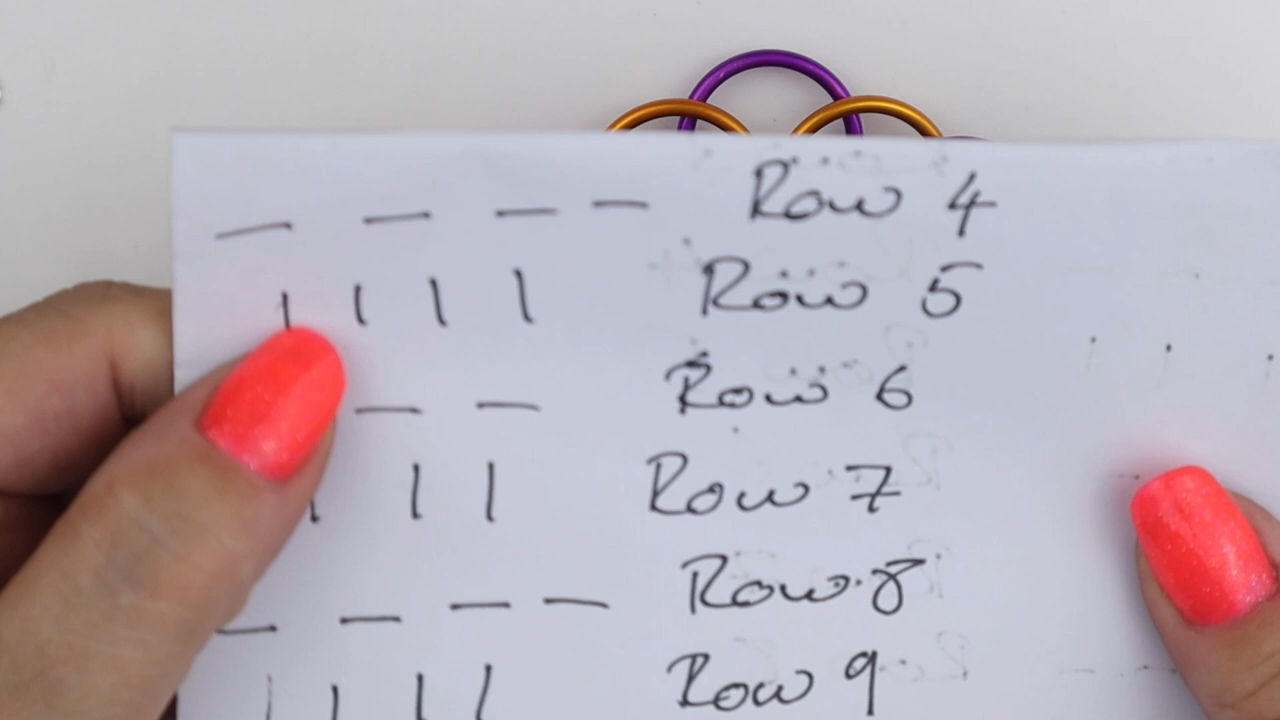 — — — — Row 4
| | | | Row 5
— — Row 6
| | | Row 7
— — — — Row 8
| | | | Row 9